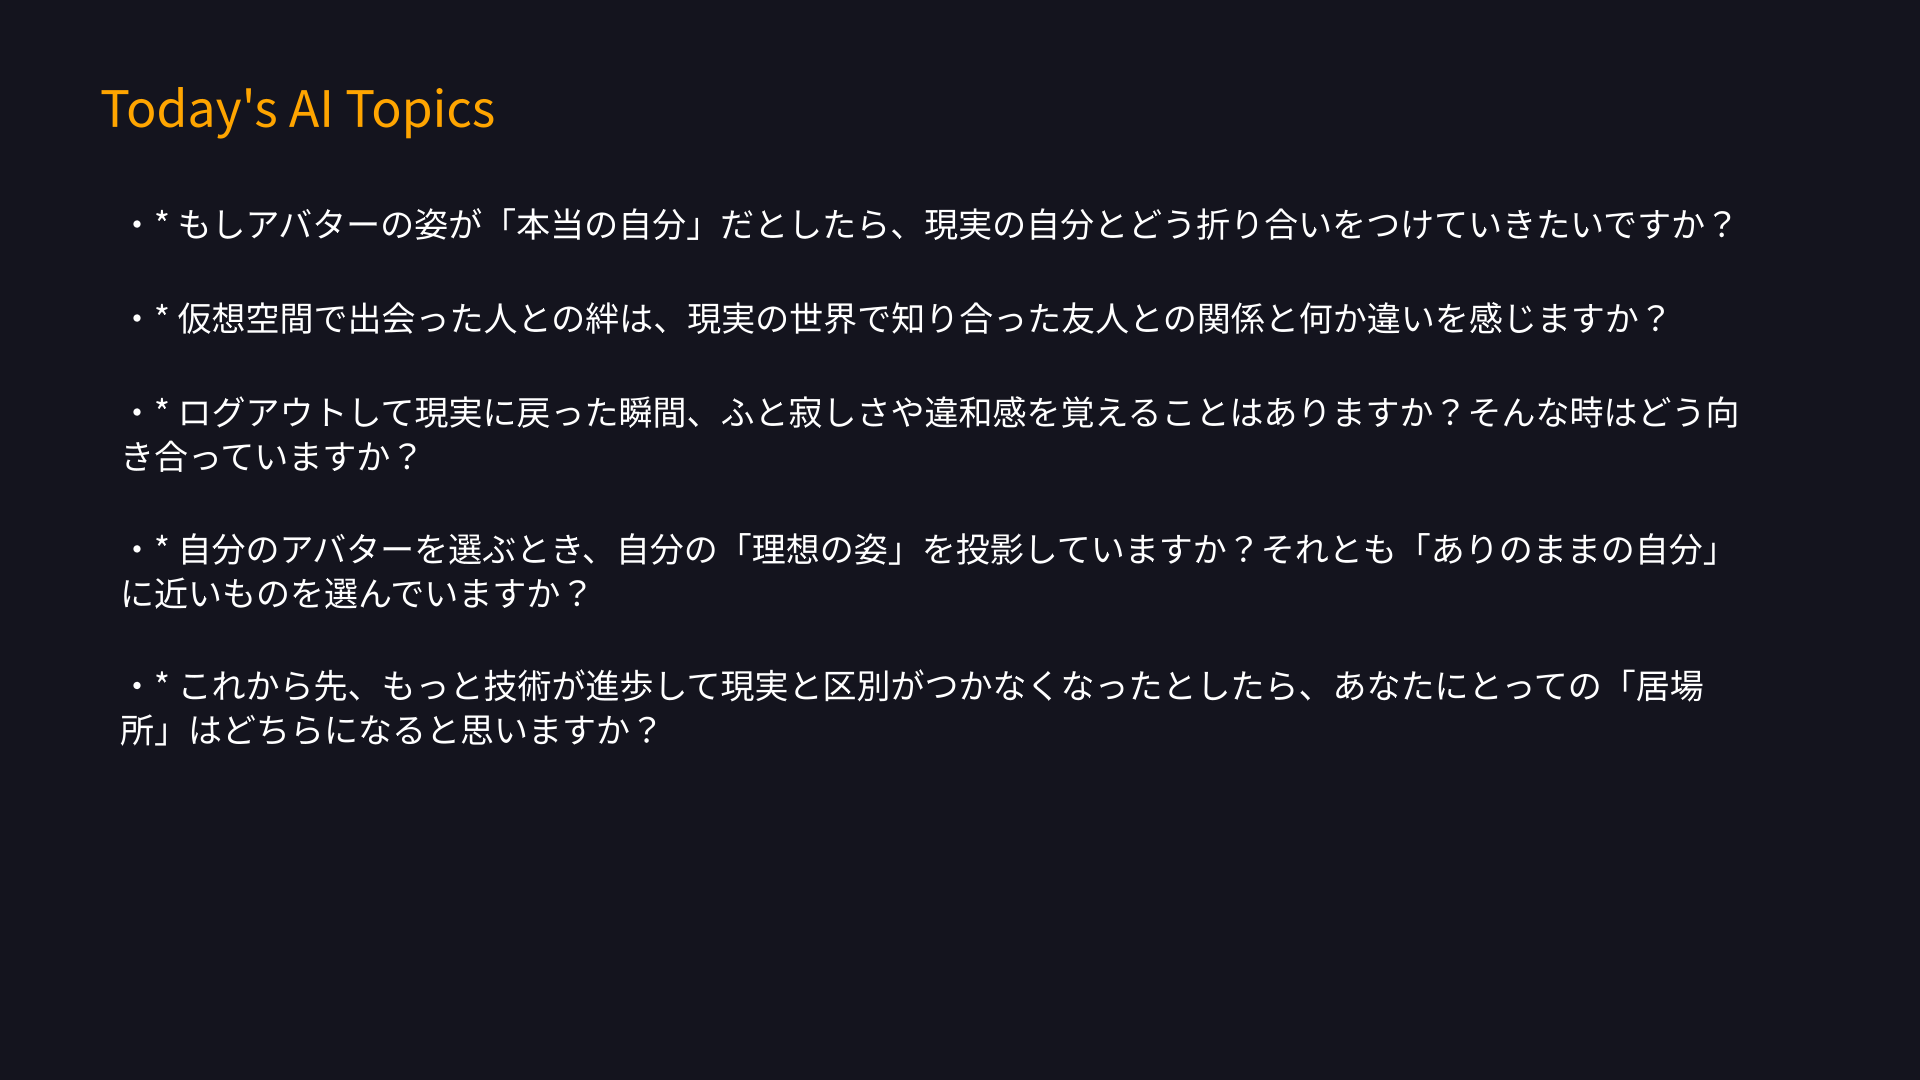 Today's AI Topics
・* もしアバターの姿が「本当の自分」だとしたら、現実の自分とどう折り合いをつけていきたいですか？
・* 仮想空間で出会った人との絆は、現実の世界で知り合った友人との関係と何か違いを感じますか？
・* ログアウトして現実に戻った瞬間、ふと寂しさや違和感を覚えることはありますか？そんな時はどう向
き合っていますか？
・* 自分のアバターを選ぶとき、自分の「理想の姿」を投影していますか？それとも「ありのままの自分」
に近いものを選んでいますか？
・* これから先、もっと技術が進歩して現実と区別がつかなくなったとしたら、あなたにとっての「居場
所」はどちらになると思いますか？